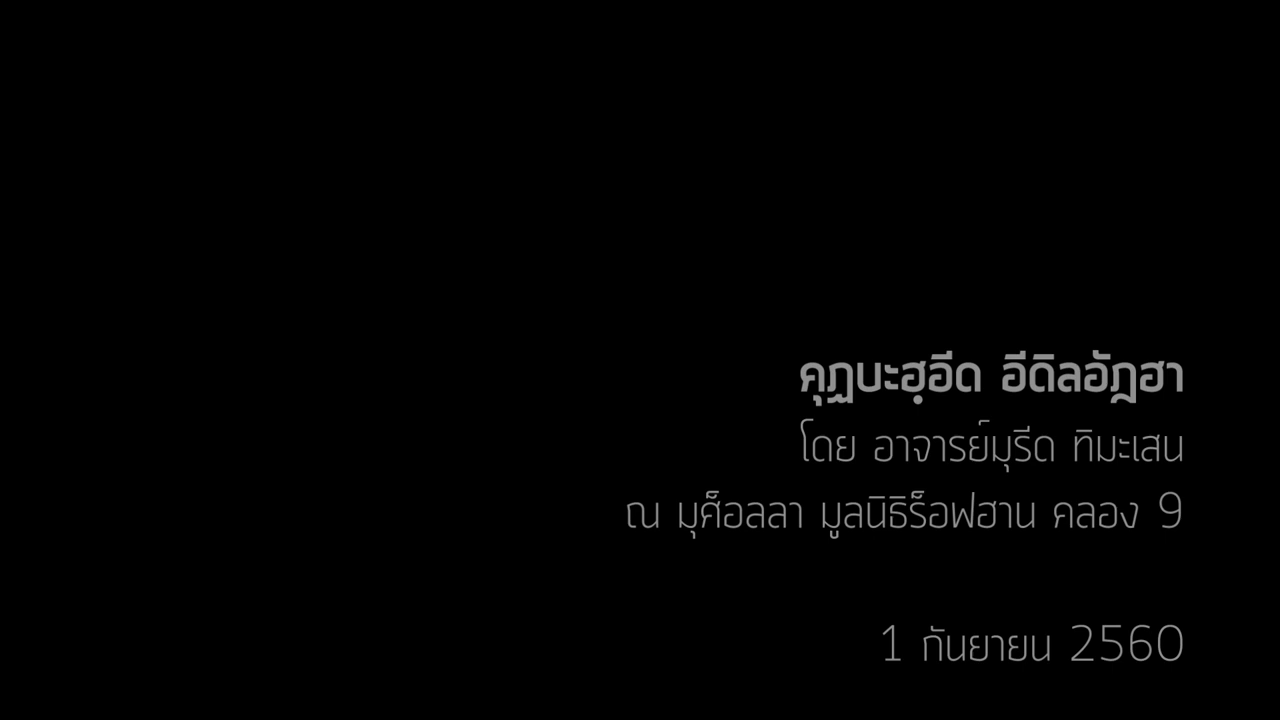 คุฏบะฮฺอีด อีดิลอัฎฮา
โดย อาจารย์มุรีด ทิมะเสน
ณ มุศ็อลลา มูลนิธิร็อฟฮาน คลอง 9
1 กันยายน 2560